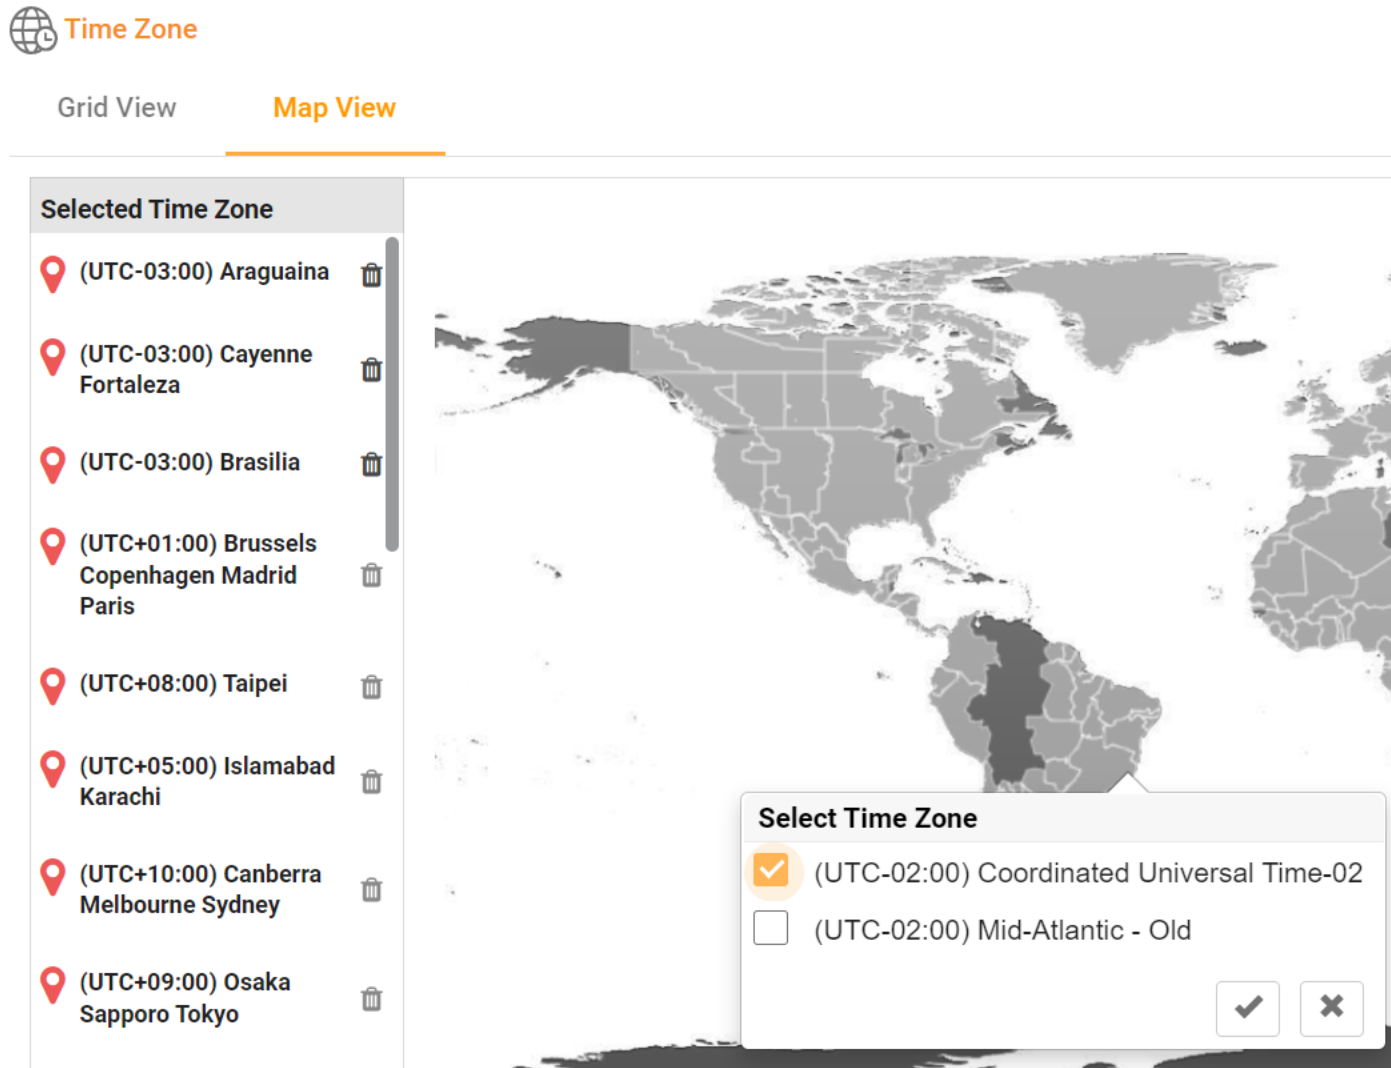 Time Zone
Grid View
Map View
Selected Time Zone
(UTC-03:00) Araguaina
(UTC-03:00) Cayenne
Fortaleza
(UTC-03:00) Brasilia
(UTC+01:00) Brussels
Copenhagen Madrid
Paris
(UTC+08:00) Taipei
(UTC+05:00) Islamabad
Karachi
(UTC+10:00) Canberra
Melbourne Sydney
(UTC+09:00) Osaka
Sapporo Tokyo
Select Time Zone
(UTC-02:00) Coordinated Universal Time-02
(UTC-02:00) Mid-Atlantic - Old